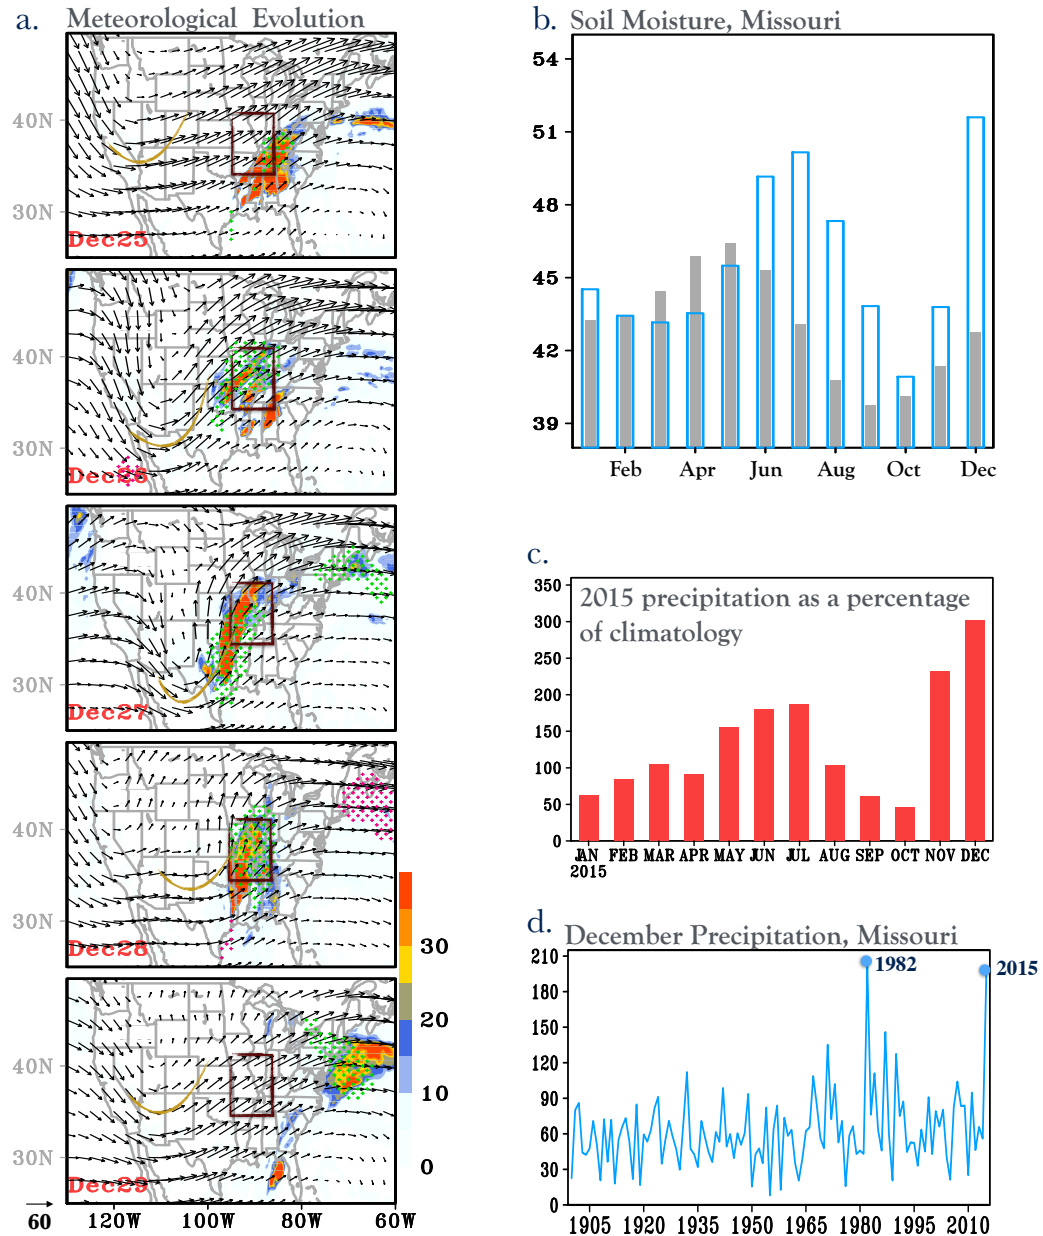 a. Meteorological Evolution
40N
30N
Dec25
40N
30N
Dec26
40N
30N
Dec27
40N
30N
Dec28
40N
30N
Dec29
120W 100W 80W 60W
60
30
20
10
0
b. Soil Moisture, Missouri
54
51
48
45
42
39
Feb Apr Jun Aug Oct Dec
c.
2015 precipitation as a percentage
of climatology
350
300
250
200
150
100
50
0
JAN FEB MAR APR MAY JUN JUL AUG SEP OCT NOV DEC
2015
d. December Precipitation, Missouri
210
180
150
120
90
60
30
0
1982
2015
1905 1920 1935 1950 1965 1980 1995 2010